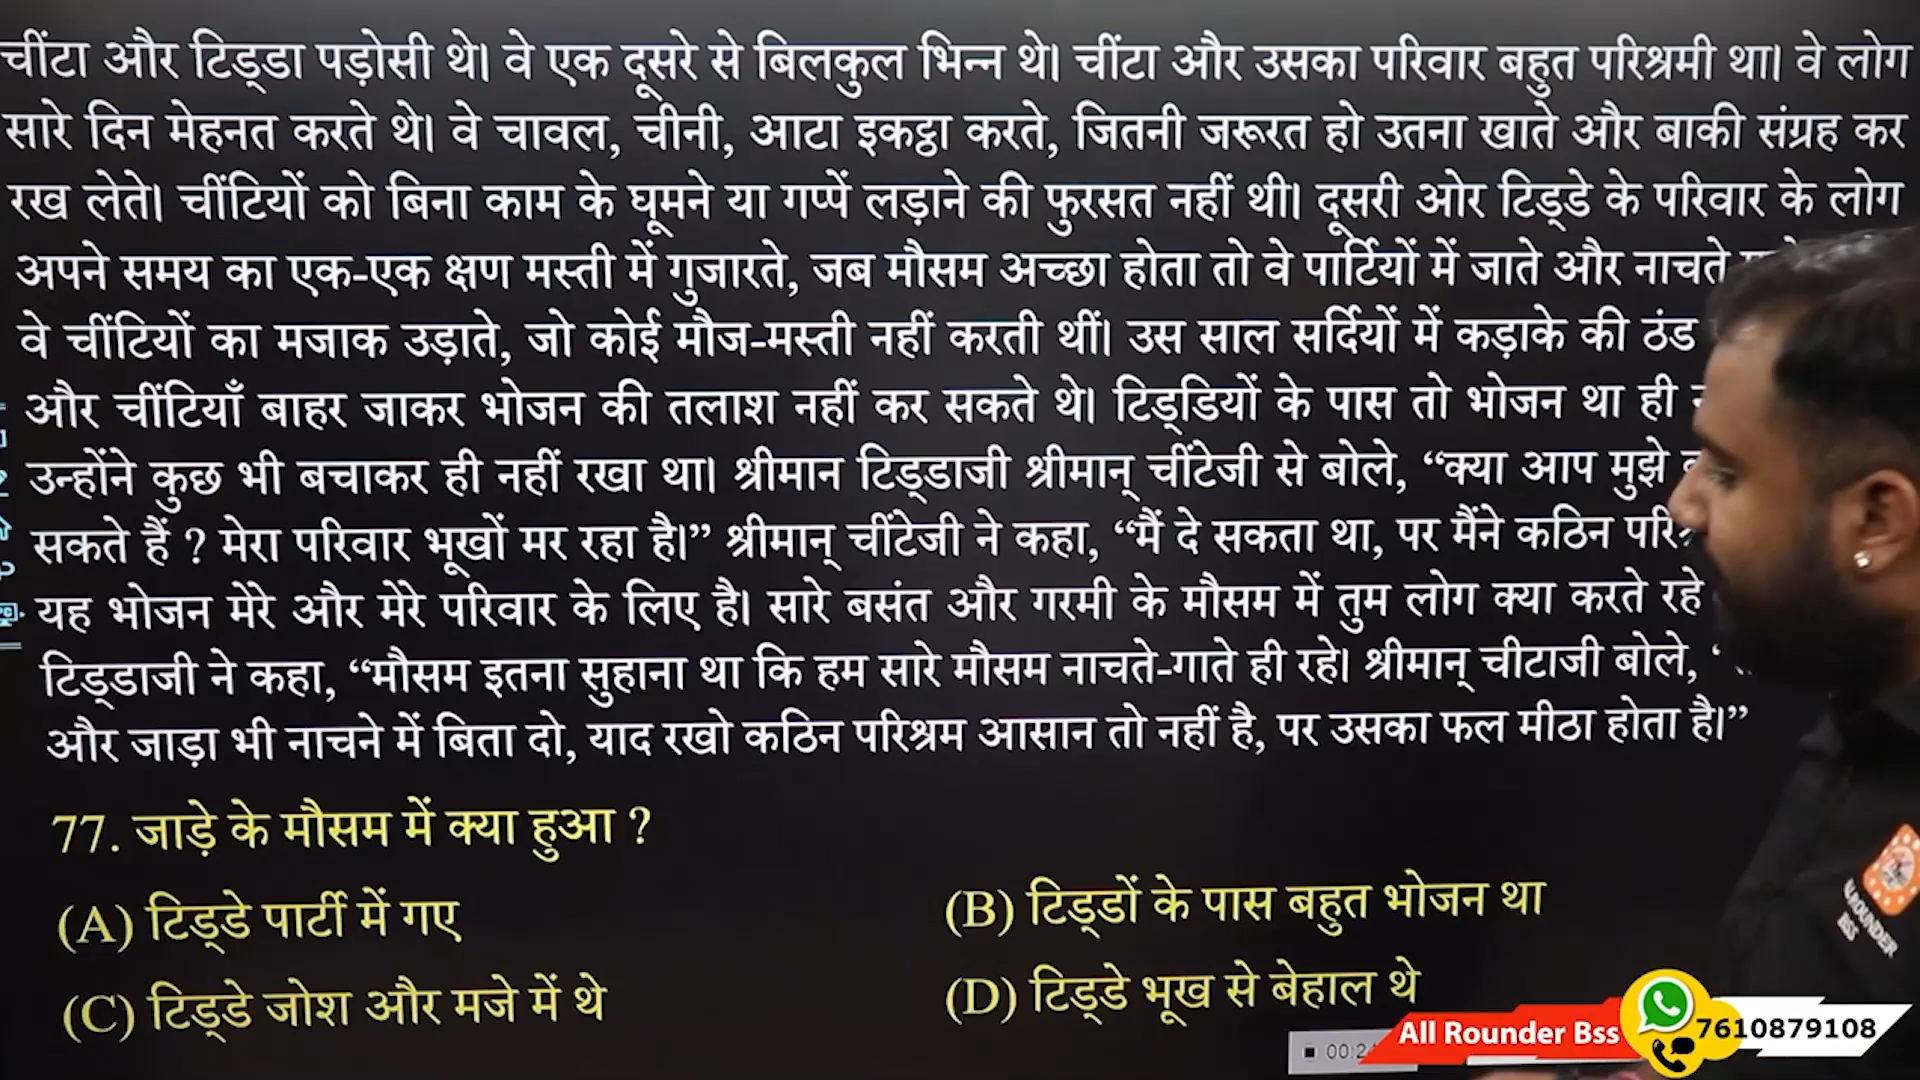 चींटा और टिड्डा पड़ोसी थे। वे एक दूसरे से बिलकुल भिन्न थे। चींटा और उसका परिवार बहुत परिश्रमी था। वे लोग
सारे दिन मेहनत करते थे। वे चावल, चीनी, आटा इकट्ठा करते, जितनी जरूरत हो उतना खाते और बाकी संग्रह कर
रख लेते। चींटियों को बिना काम के घूमने या गप्पें लड़ाने की फुरसत नहीं थी। दूसरी ओर टिड्डे के परिवार के लोग
अपने समय का एक-एक क्षण मस्ती में गुजारते, जब मौसम अच्छा होता तो वे पार्टियों में जाते और नाचते
वे चींटियों का मजाक उड़ाते, जो कोई मौज-मस्ती नहीं करती थीं। उस साल सर्दियों में कड़ाके की ठंड
और चींटियाँ बाहर जाकर भोजन की तलाश नहीं कर सकते थे। टिड्डियों के पास तो भोजन था ही
उन्होंने कुछ भी बचाकर ही नहीं रखा था। श्रीमान टिड्डाजी श्रीमान् चींटेजी से बोले, “क्या आप मुझे
सकते हैं ? मेरा परिवार भूखों मर रहा है।” श्रीमान् चींटेजी ने कहा, “मैं दे सकता था, पर मैंने कठिन
यह भोजन मेरे और मेरे परिवार के लिए है। सारे बसंत और गरमी के मौसम में तुम लोग क्या करते रहे
टिड्डाजी ने कहा, “मौसम इतना सुहाना था कि हम सारे मौसम नाचते-गाते ही रहे। श्रीमान् चीटाजी बोले,
और जाड़ा भी नाचने में बिता दो, याद रखो कठिन परिश्रम आसान तो नहीं है, पर उसका फल मीठा होता है।”
77. जाड़े के मौसम में क्या हुआ ?
(A) टिड्डे पार्टी में गए
(B) टिड्डों के पास बहुत भोजन था
(C) टिड्डे जोश और मजे में थे
(D) टिड्डे भूख से बेहाल थे
ALROUNDER
BSS
All Rounder Bss
7610879108